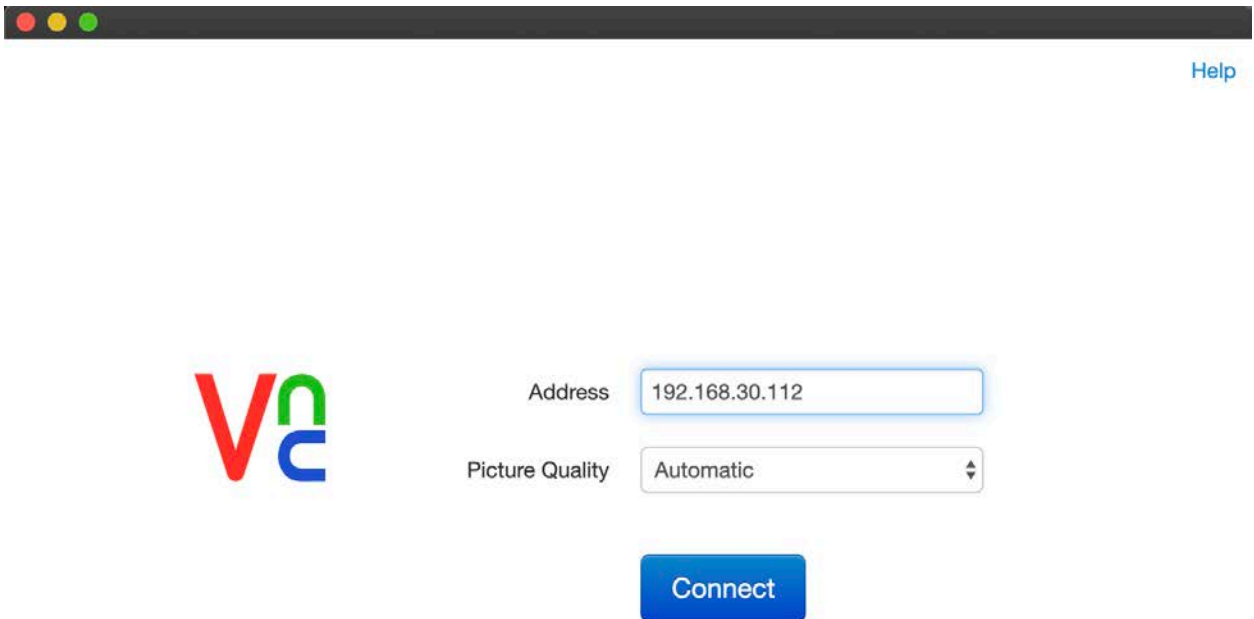 Help
Vnc
Address 192.168.30.112
Picture Quality Automatic
Connect